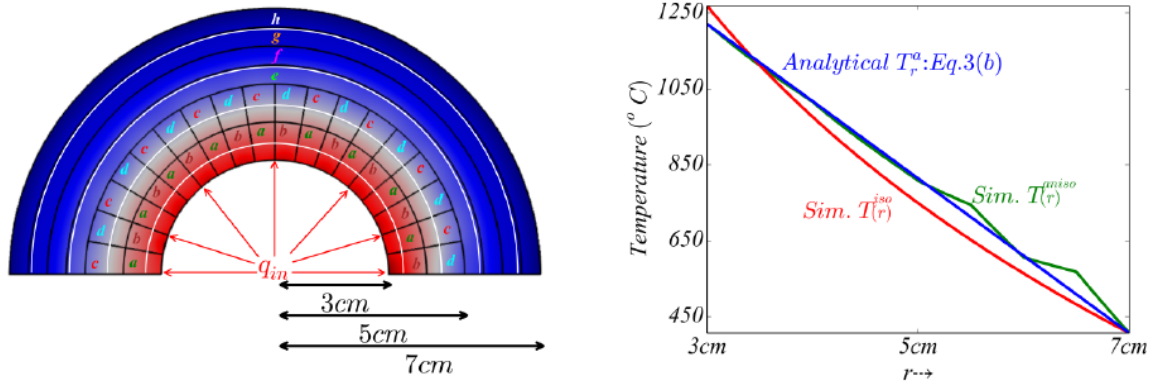 h
g
f
e
c d c d c d c d c d c d c d c d c d
a b a b a b a b a b a b a b a b a b
q_in
3cm
5cm
7cm
1250
1050
850
650
450
Temperature (° C)
Analytical T_r^a:Eq.3(b)
Sim. T_(r)^iso
Sim. T_(r)^aniso
3cm 5cm 7cm
r⇢